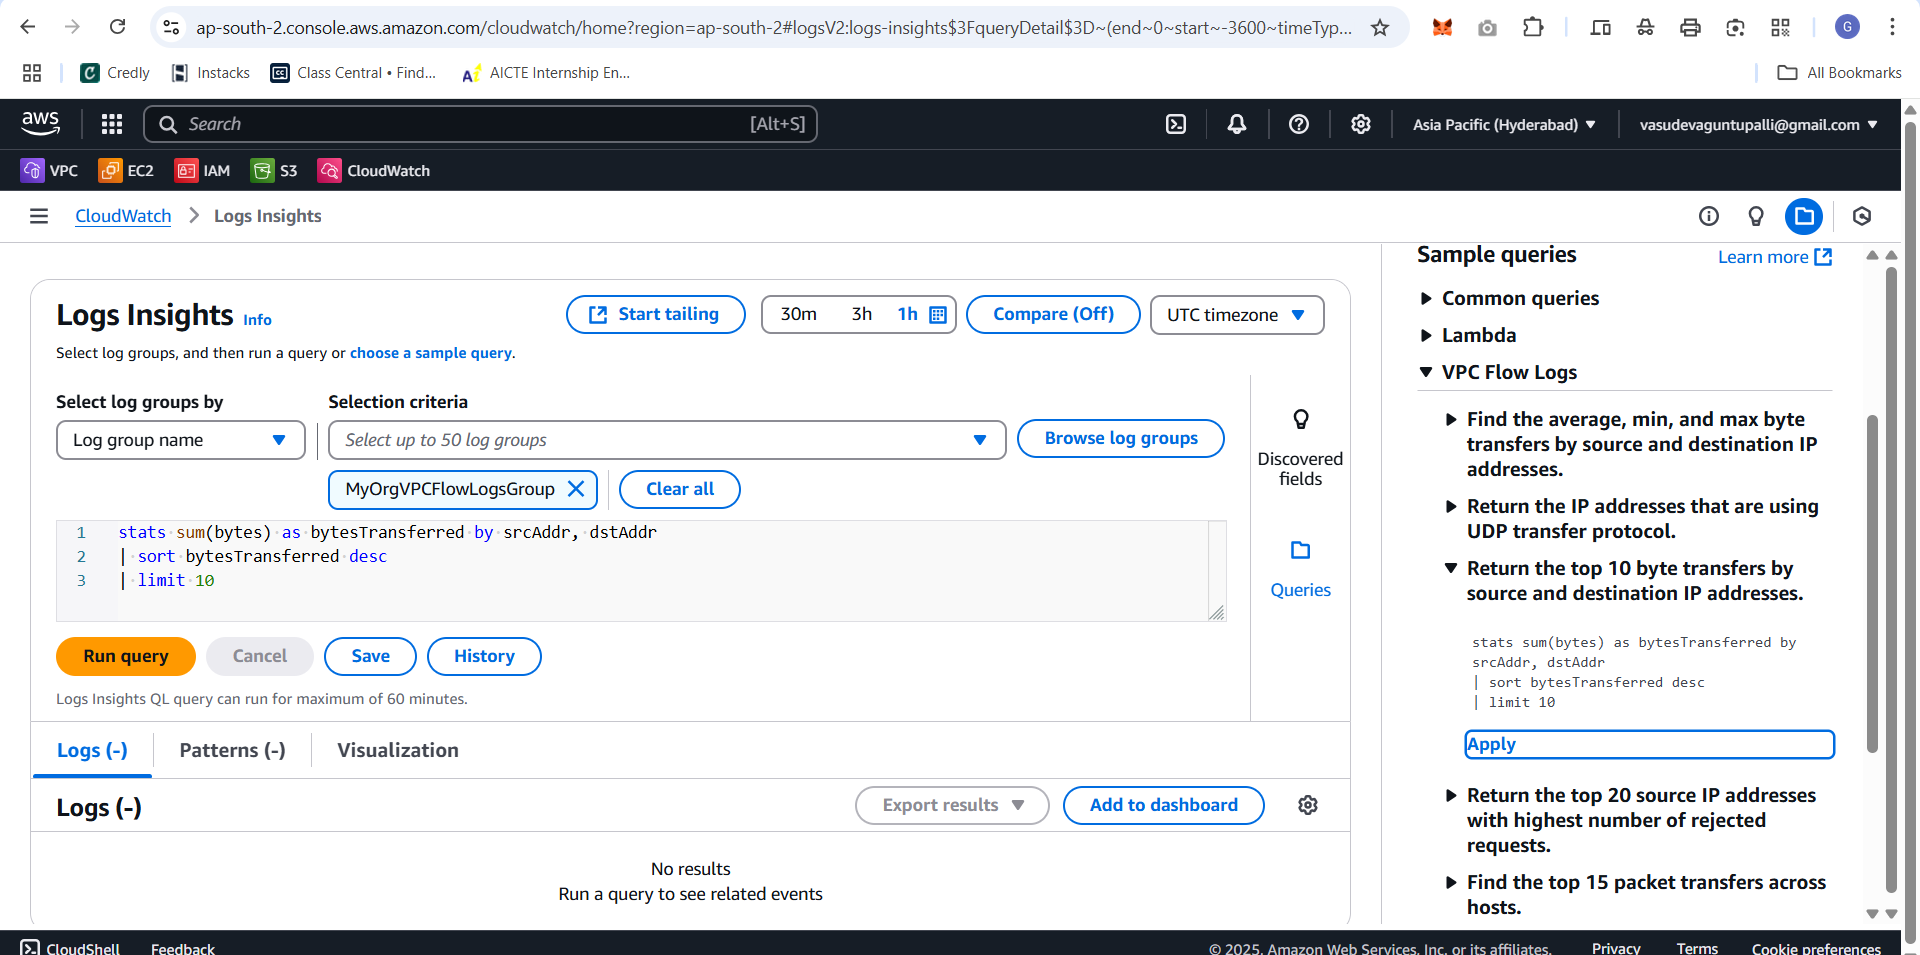 ap-south-2.console.aws.amazon.com/cloudwatch/home?region=ap-south-2#logsV2:logs-insights$3FqueryDetail$3D~(end~0~start~-3600~timeTyp...
G
Credly
Instacks
Class Central • Find...
AICTE Internship En...
All Bookmarks
aws
Search
[Alt+S]
Asia Pacific (Hyderabad)
vasudevaguntupalli@gmail.com
VPC
EC2
IAM
S3
CloudWatch
CloudWatch
Logs Insights
Logs Insights Info
Start tailing
30m
3h
1h
Compare (Off)
UTC timezone
Select log groups, and then run a query or choose a sample query.
Select log groups by
Selection criteria
Log group name
Select up to 50 log groups
Browse log groups
MyOrgVPCFlowLogsGroup
Clear all
1 stats sum(bytes) as bytesTransferred by srcAddr, dstAddr
2 | sort bytesTransferred desc
3 | limit 10
Discovered
fields
Queries
Run query
Cancel
Save
History
Logs Insights QL query can run for maximum of 60 minutes.
Logs (-)
Patterns (-)
Visualization
Logs (-)
Export results
Add to dashboard
No results
Run a query to see related events
Sample queries
Learn more
Common queries
Lambda
VPC Flow Logs
Find the average, min, and max byte
transfers by source and destination IP
addresses.
Return the IP addresses that are using
UDP transfer protocol.
Return the top 10 byte transfers by
source and destination IP addresses.
stats sum(bytes) as bytesTransferred by
srcAddr, dstAddr
| sort bytesTransferred desc
| limit 10
Apply
Return the top 20 source IP addresses
with highest number of rejected
requests.
Find the top 15 packet transfers across
hosts.
CloudShell
Feedback
© 2025, Amazon Web Services, Inc. or its affiliates.
Privacy
Terms
Cookie preferences